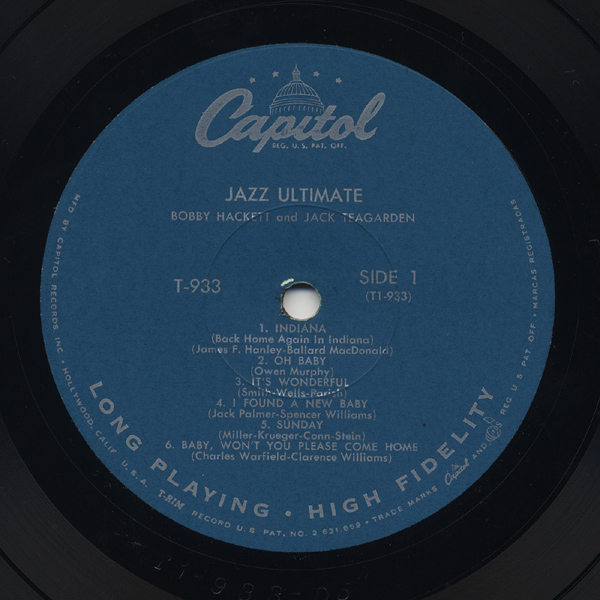 Capitol
REG. U. S. PAT. OFF.
JAZZ ULTIMATE
BOBBY HACKETT and JACK TEAGARDEN
T-933
SIDE 1
(T1-933)
1. INDIANA
(Back Home Again In Indiana)
(James F. Hanley-Ballard MacDonald)
2. OH BABY
(Owen Murphy)
3. IT'S WONDERFUL
(Smith-Wells-Parish)
4. I FOUND A NEW BABY
(Jack Palmer-Spencer Williams)
5. SUNDAY
(Miller-Krueger-Conn-Stein)
6. BABY, WON'T YOU PLEASE COME HOME
(Charles Warfield-Clarence Williams)
LONG PLAYING • HIGH FIDELITY
MFD. BY CAPITOL RECORDS, INC. • HOLLYWOOD, CALIF. U. S. A. T-RIM RECORD U.S. PAT. NO. 2 631,859 • TRADE MARKS Capitol AND REG. U.S. PAT. OFF. • MARCAS REGISTRADAS